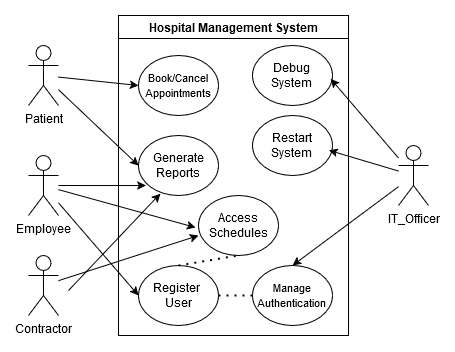 Hospital Management System
Book/Cancel
Appointments
Debug
System
Patient
Generate
Reports
Restart
System
Employee
Access
Schedules
IT_Officer
Register
User
Manage
Authentication
Contractor